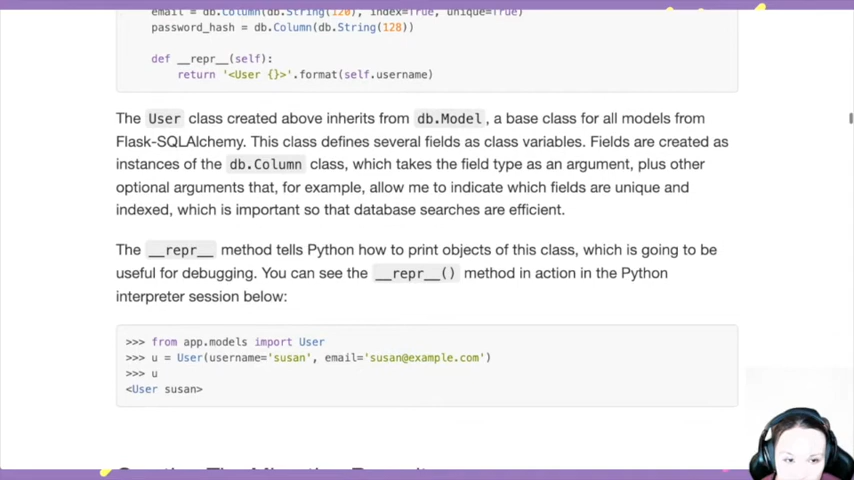 email = db.Column(db.String(120), index=True, unique=True)
password_hash = db.Column(db.String(128))
def __repr__(self):
return '<User {}>'.format(self.username)
The User class created above inherits from db.Model, a base class for all models from
Flask-SQLAlchemy. This class defines several fields as class variables. Fields are created as
instances of the db.Column class, which takes the field type as an argument, plus other
optional arguments that, for example, allow me to indicate which fields are unique and
indexed, which is important so that database searches are efficient.
The __repr__ method tells Python how to print objects of this class, which is going to be
useful for debugging. You can see the __repr__() method in action in the Python
interpreter session below:
>>> from app.models import User
>>> u = User(username='susan', email='susan@example.com')
>>> u
<User susan>